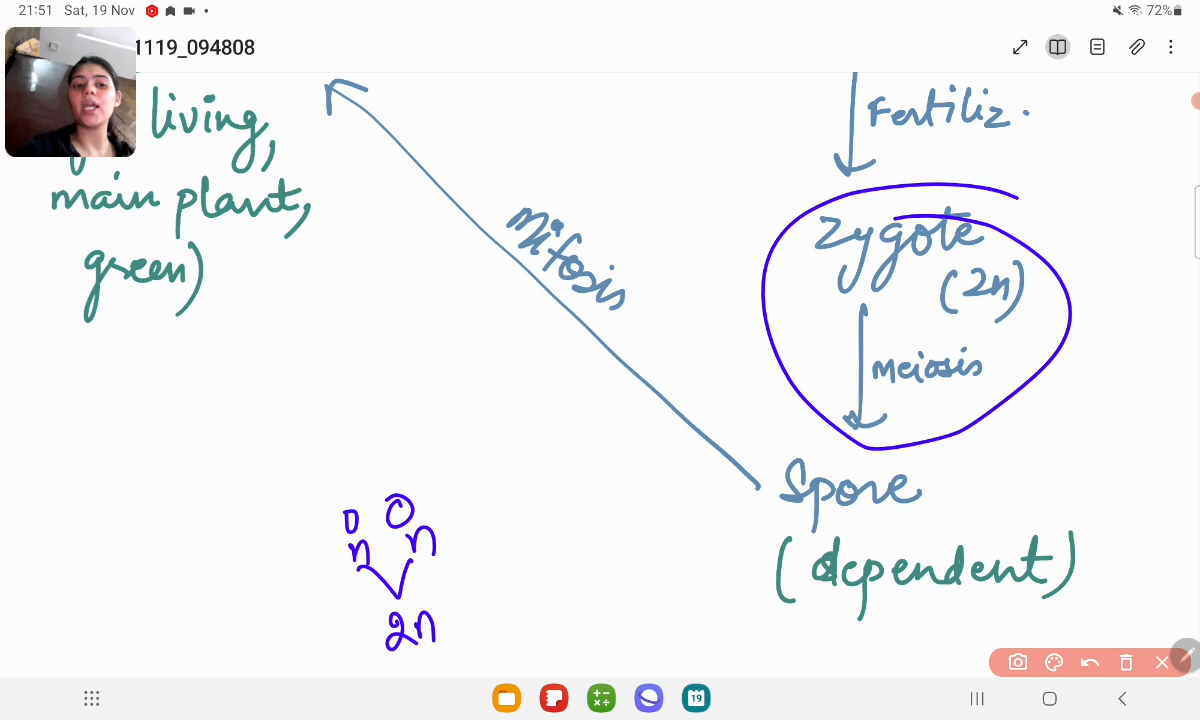 21:51 Sat, 19 Nov
72%
1119_094808
living,
main plant,
green)
Fertiliz.
Mitosis
Zygote
(2n)
Meiosis
Spore
(dependent)
n n
2n
19